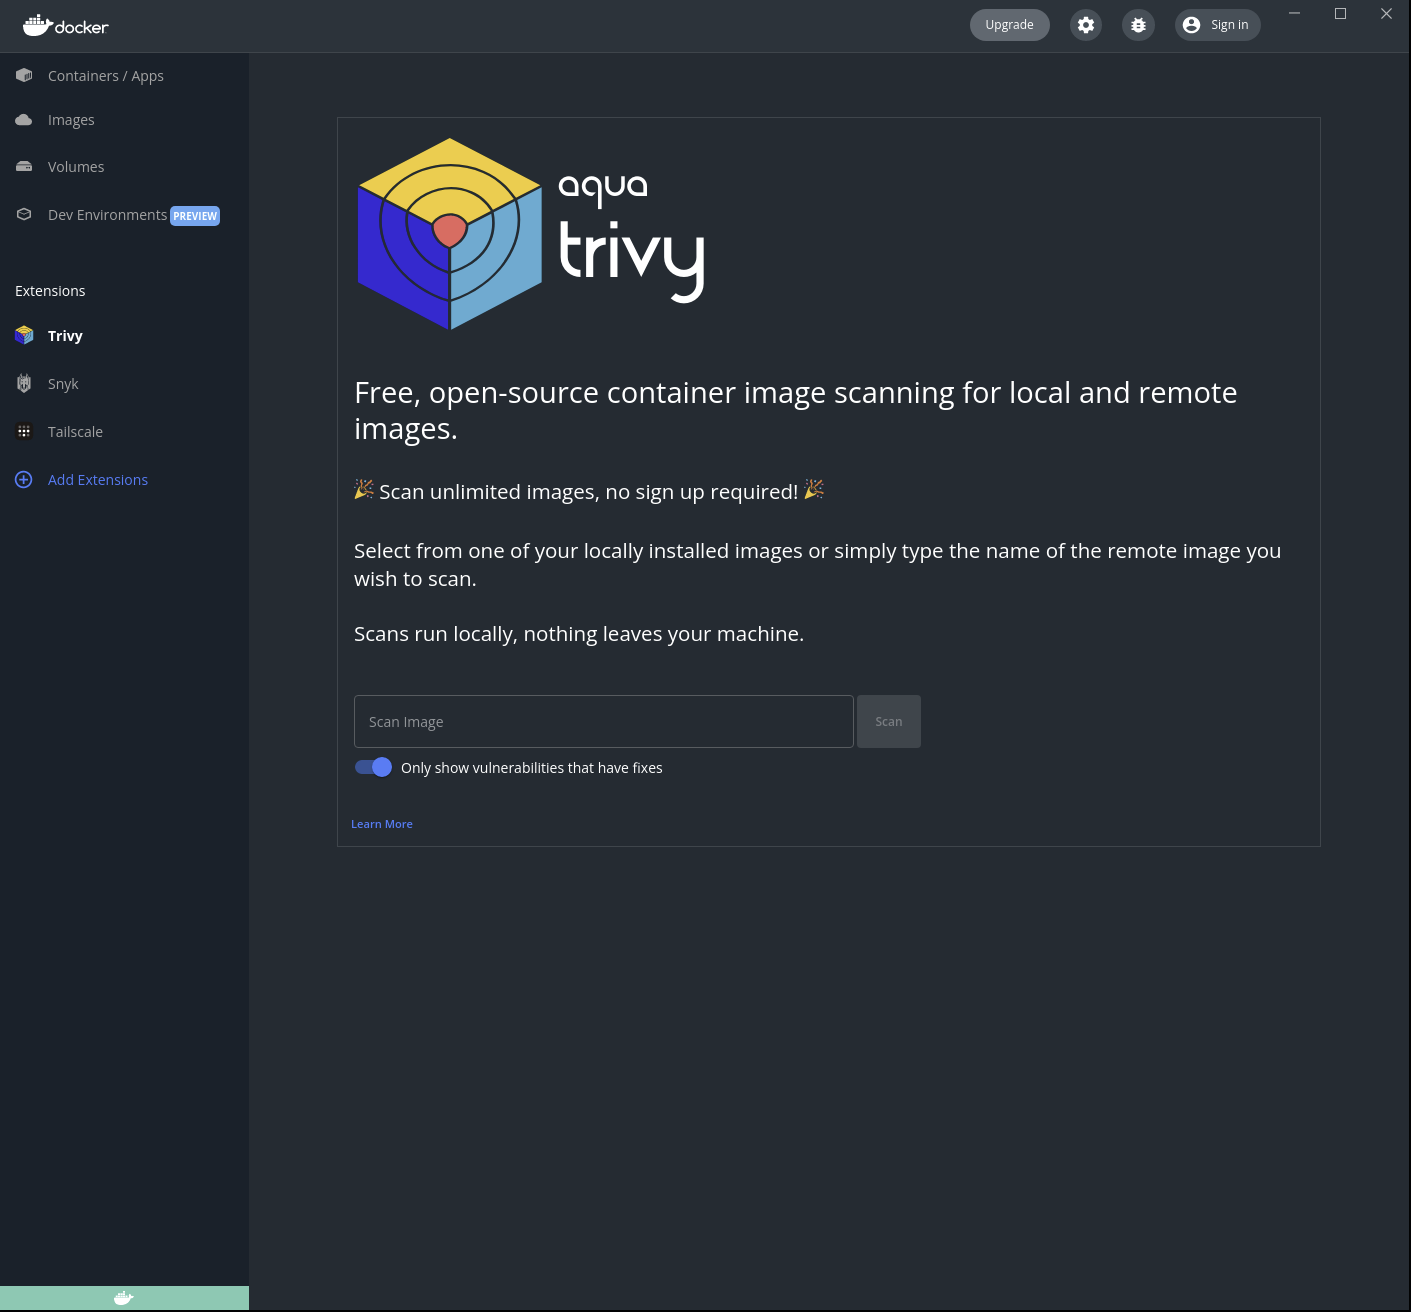 docker
Upgrade
Sign in
Containers / Apps
Images
Volumes
Dev Environments PREVIEW
Extensions
Trivy
Snyk
Tailscale
Add Extensions
aqua
trivy
Free, open-source container image scanning for local and remote
images.
🎉 Scan unlimited images, no sign up required! 🎉
Select from one of your locally installed images or simply type the name of the remote image you
wish to scan.
Scans run locally, nothing leaves your machine.
Scan Image
Scan
Only show vulnerabilities that have fixes
Learn More